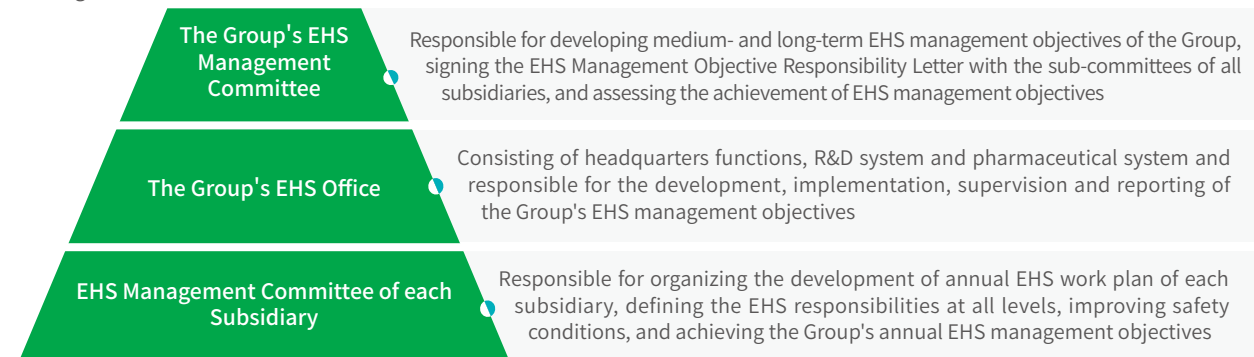 The Group's EHS
Management
Committee
Responsible for developing medium- and long-term EHS management objectives of the Group,
signing the EHS Management Objective Responsibility Letter with the sub-committees of all
subsidiaries, and assessing the achievement of EHS management objectives
The Group's EHS Office
Consisting of headquarters functions, R&D system and pharmaceutical system and
responsible for the development, implementation, supervision and reporting of
the Group's EHS management objectives
EHS Management Committee of each
Subsidiary
Responsible for organizing the development of annual EHS work plan of each
subsidiary, defining the EHS responsibilities at all levels, improving safety
conditions, and achieving the Group's annual EHS management objectives